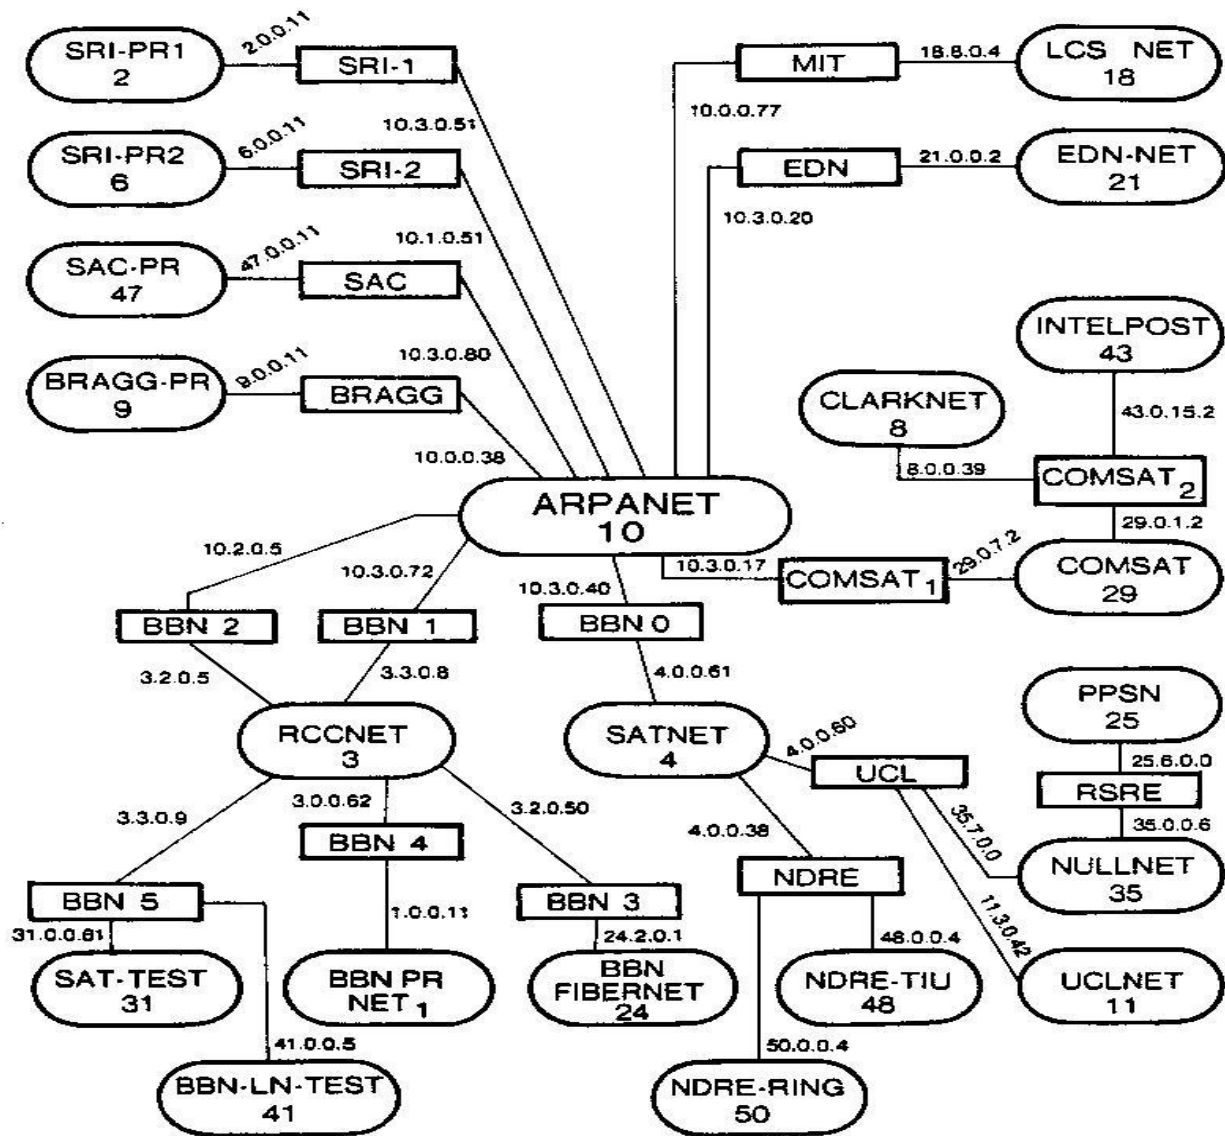 SRI-PR1
2
2.0.0.11
SRI-1
10.3.0.51
MIT
10.0.0.77
18.8.0.4
LCS NET
18
SRI-PR2
6
6.0.0.11
SRI-2
10.1.0.51
EDN
10.3.0.20
21.0.0.2
EDN-NET
21
SAC-PR
47
47.0.0.11
SAC
10.3.0.80
BRAGG-PR
9
9.0.0.11
BRAGG
10.0.0.38
INTELPOST
43
43.0.15.2
CLARKNET
8
8.0.0.39
COMSAT 2
29.0.1.2
ARPANET
10
10.3.0.17
COMSAT 1
29.0.7.2
COMSAT
29
10.2.0.5
10.3.0.72
10.3.0.40
BBN 2
BBN 1
BBN 0
3.2.0.5
3.3.0.8
4.0.0.61
RCCNET
3
SATNET
4
4.0.0.60
UCL
PPSN
25
25.6.0.0
RSRE
35.0.0.6
35.7.0.0
NULLNET
35
3.3.0.9
3.0.0.62
3.2.0.50
4.0.0.38
BBN 5
BBN 4
BBN 3
NDRE
31.0.0.61
1.0.0.11
24.2.0.1
48.0.0.4
11.3.0.42
SAT-TEST
31
BBN PR
NET 1
BBN
FIBERNET
24
NDRE-TIU
48
UCLNET
11
41.0.0.5
50.0.0.4
BBN-LN-TEST
41
NDRE-RING
50